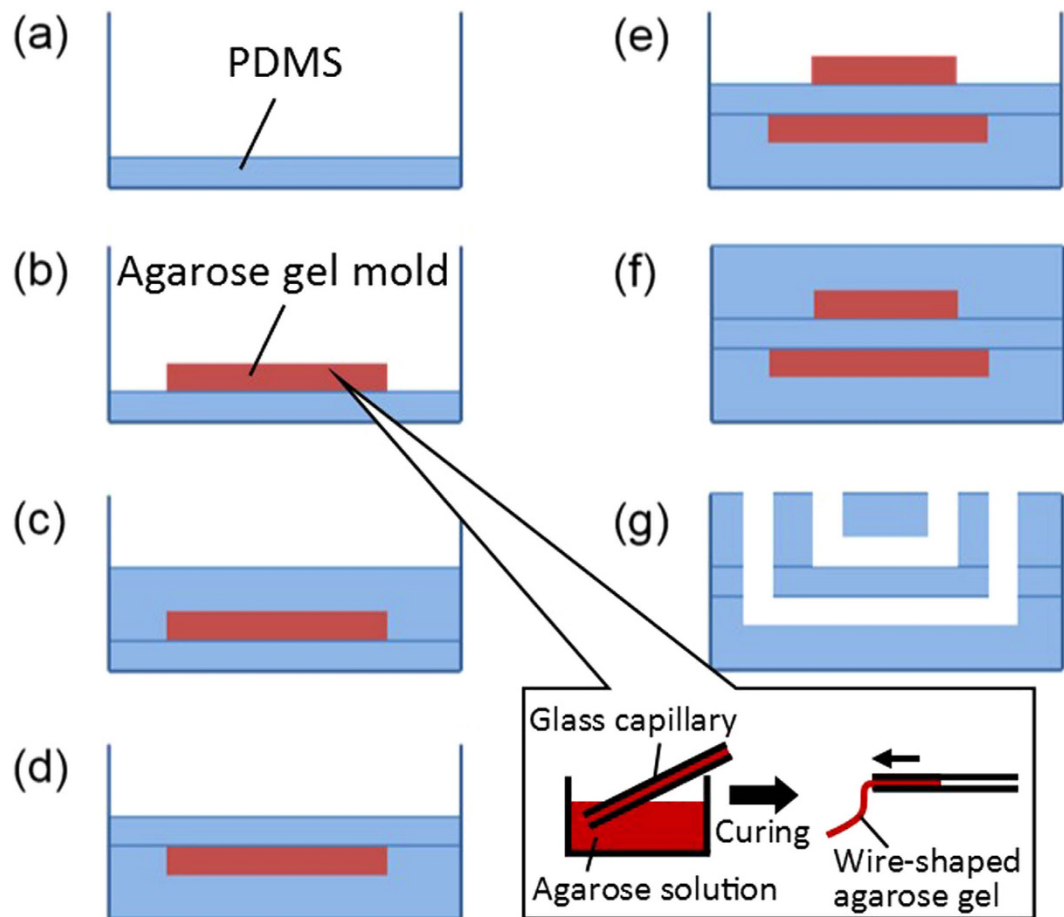 (a)
PDMS
(b)
Agarose gel mold
(c)
(d)
(e)
(f)
(g)
Glass capillary
Curing
Agarose solution
Wire-shaped
agarose gel